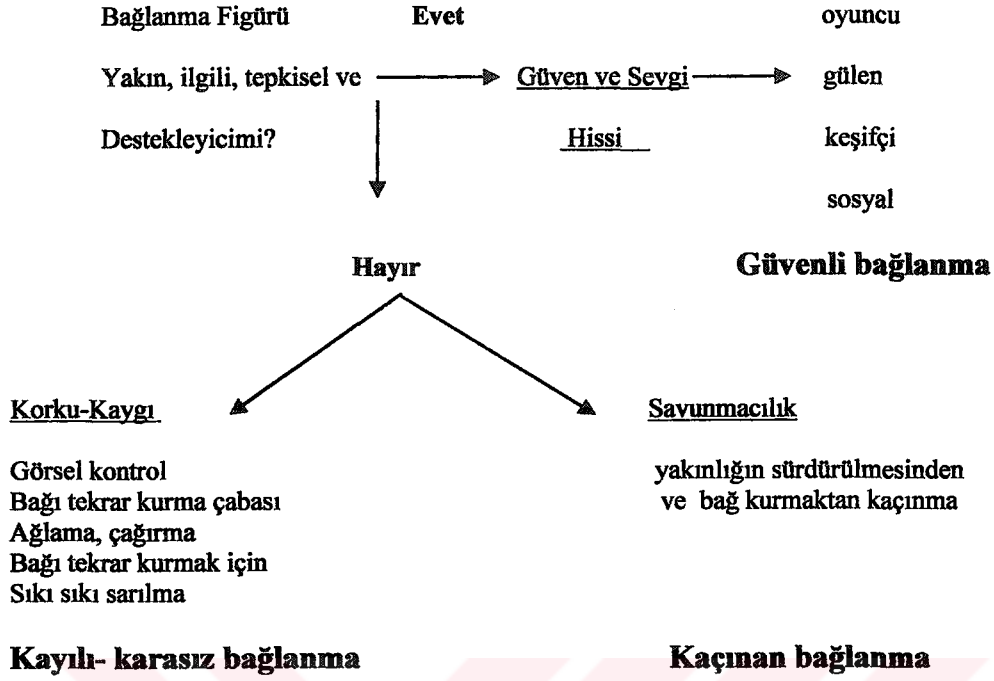 Bağlanma Figürü Evet oyuncu
Yakın, ilgili, tepkisel ve Güven ve Sevgi gülen
Destekleyicimi? Hissi keşifçi
sosyal
Hayır Güvenli bağlanma
Korku-Kaygı Savunmacılık
Görsel kontrol yakınlığın sürdürülmesinden
Bağı tekrar kurma çabası ve bağ kurmaktan kaçınma
Ağlama, çağırma
Bağı tekrar kurmak için
Sıkı sıkı sarılma
Kayılı- karasız bağlanma Kaçınan bağlanma